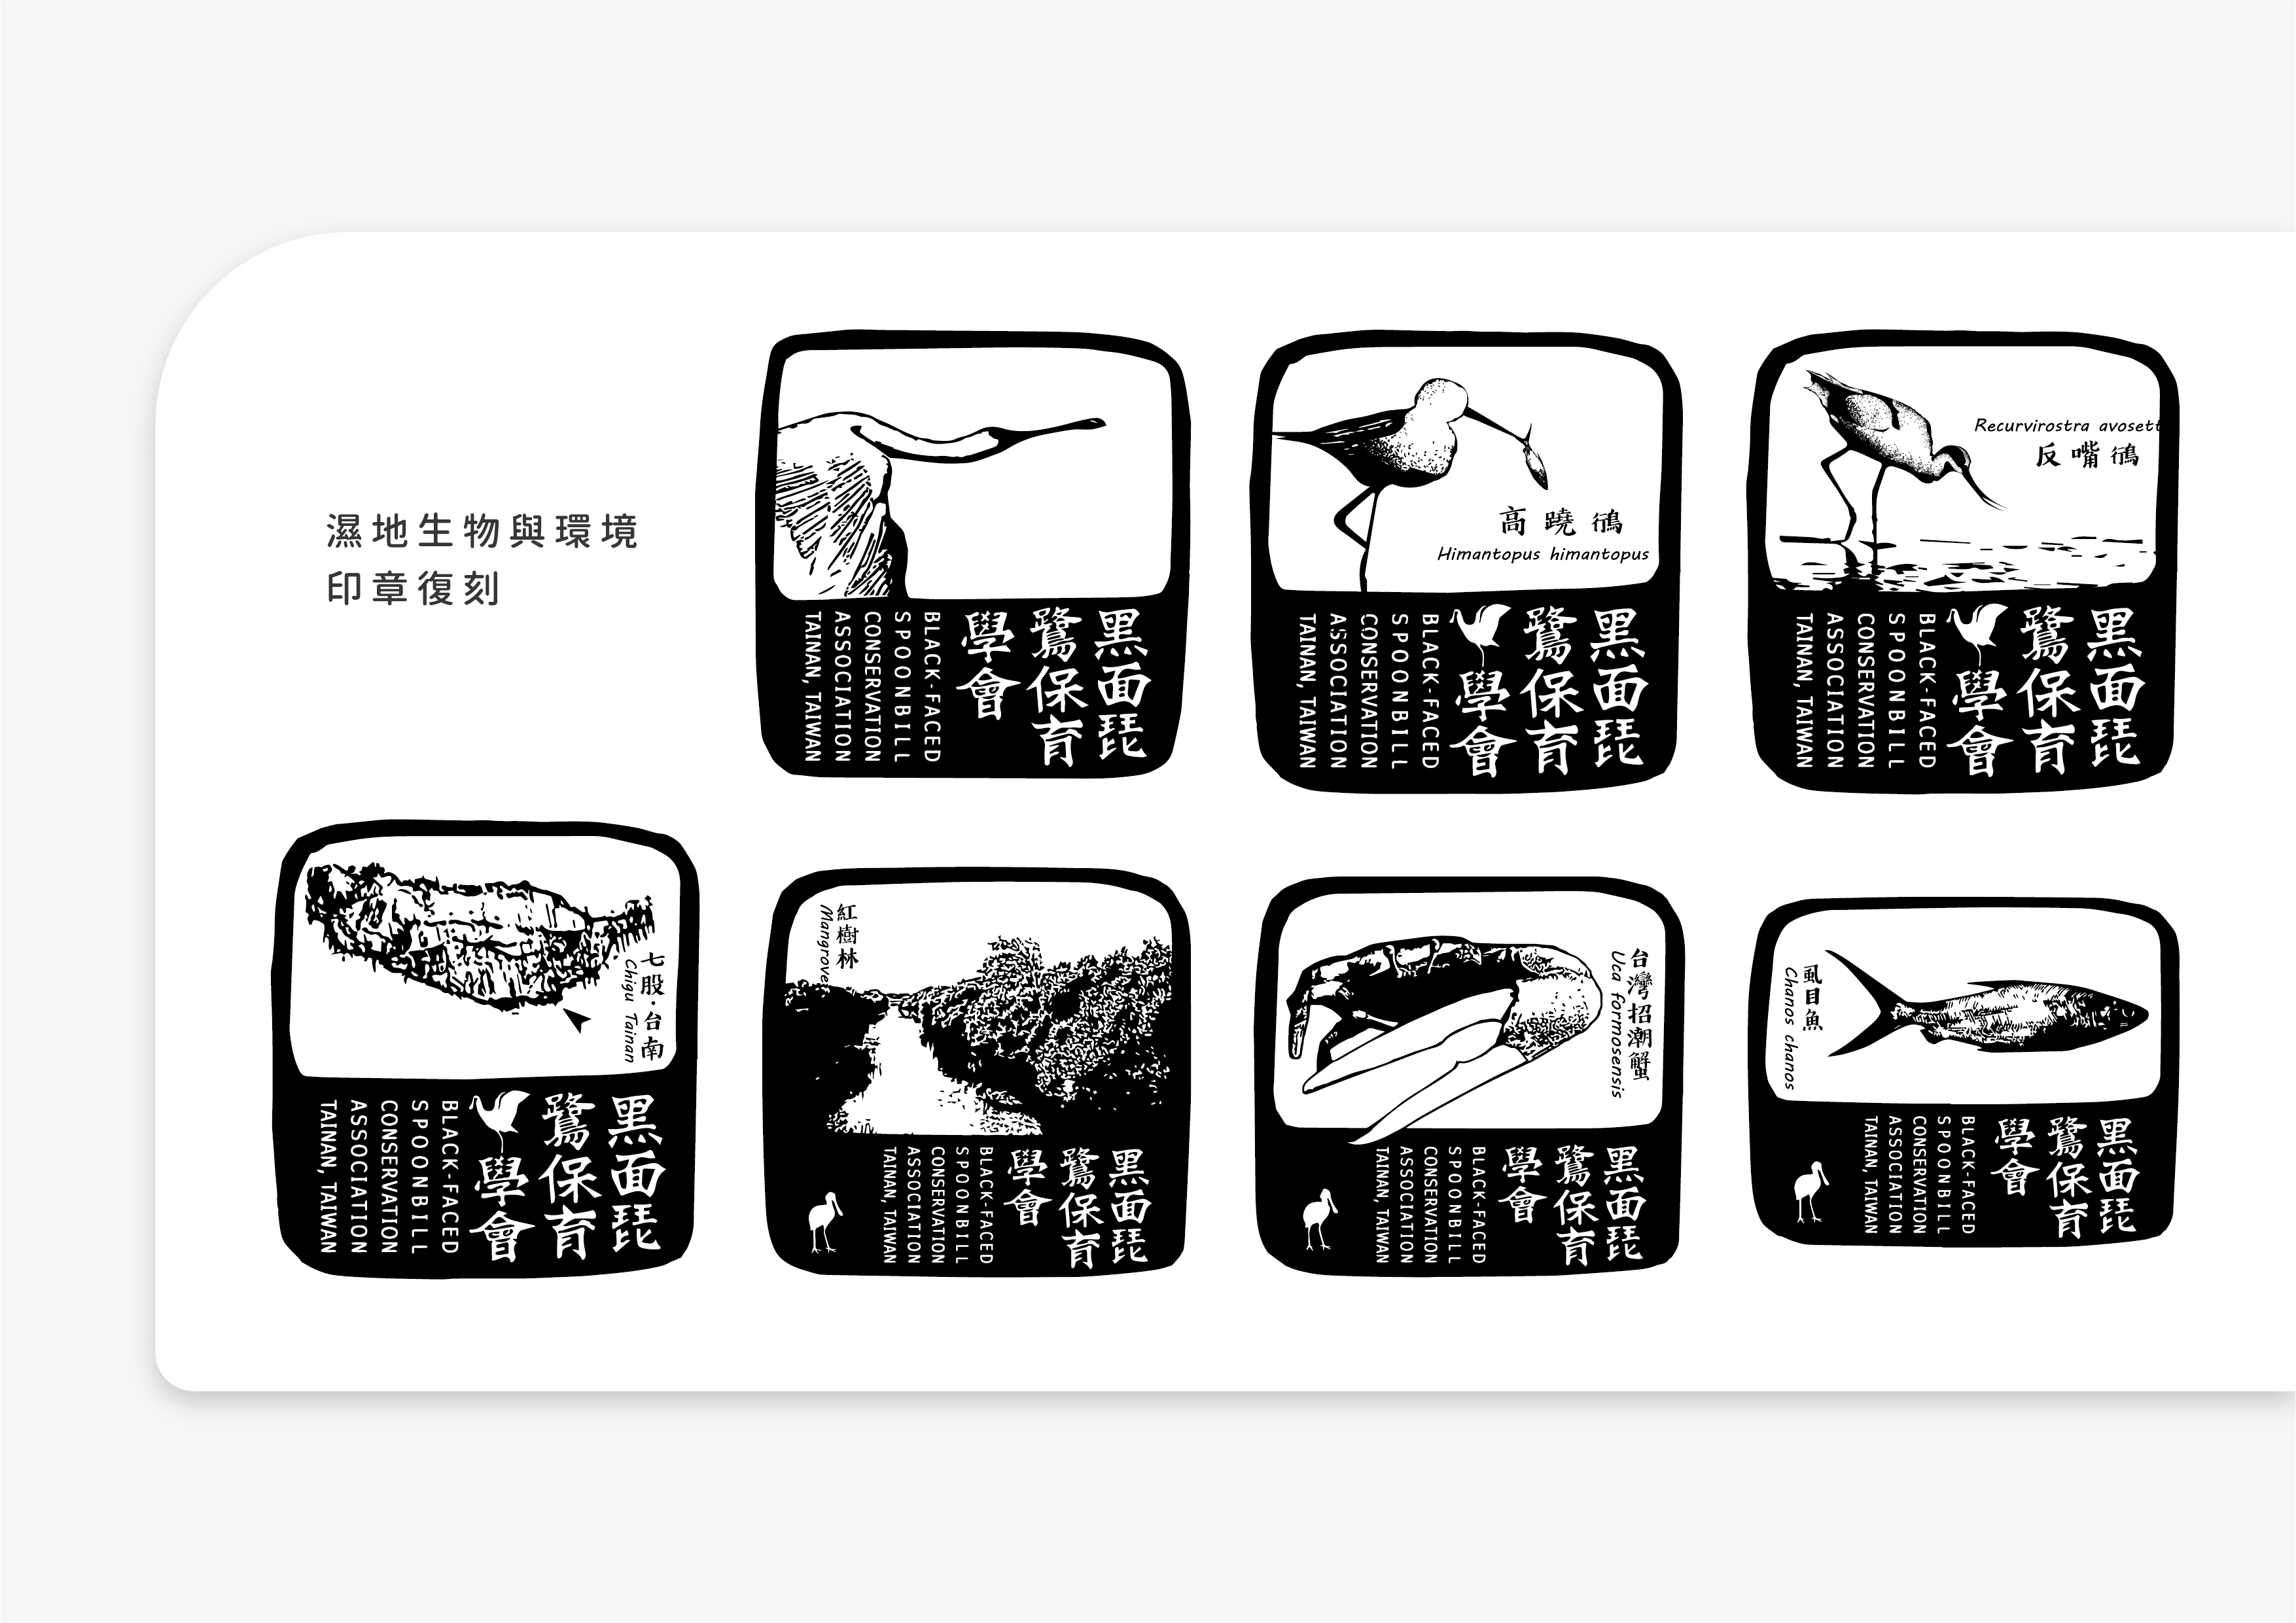 濕地生物與環境
印章復刻
黑面琵
鷺保育
學會
BLACK-FACED
SPOONBILL
CONSERVATION
ASSOCIATION
TAINAN, TAIWAN
高蹺鴴
Himantopus himantopus
黑面琵
鷺保育
學會
BLACK-FACED
SPOONBILL
CONSERVATION
ASSOCIATION
TAINAN, TAIWAN
Recurvirostra avosett
反嘴鴴
黑面琵
鷺保育
學會
BLACK-FACED
SPOONBILL
CONSERVATION
ASSOCIATION
TAINAN, TAIWAN
七股·台南
Chigu Tainan
黑面琵
鷺保育
學會
BLACK-FACED
SPOONBILL
CONSERVATION
ASSOCIATION
TAINAN, TAIWAN
紅樹林
Mangrove
黑面琵
鷺保育
學會
BLACK-FACED
SPOONBILL
CONSERVATION
ASSOCIATION
TAINAN, TAIWAN
台灣招潮蟹
Uca formosensis
黑面琵
鷺保育
學會
BLACK-FACED
SPOONBILL
CONSERVATION
ASSOCIATION
TAINAN, TAIWAN
虱目魚
Chanos chanos
黑面琵
鷺保育
學會
BLACK-FACED
SPOONBILL
CONSERVATION
ASSOCIATION
TAINAN, TAIWAN